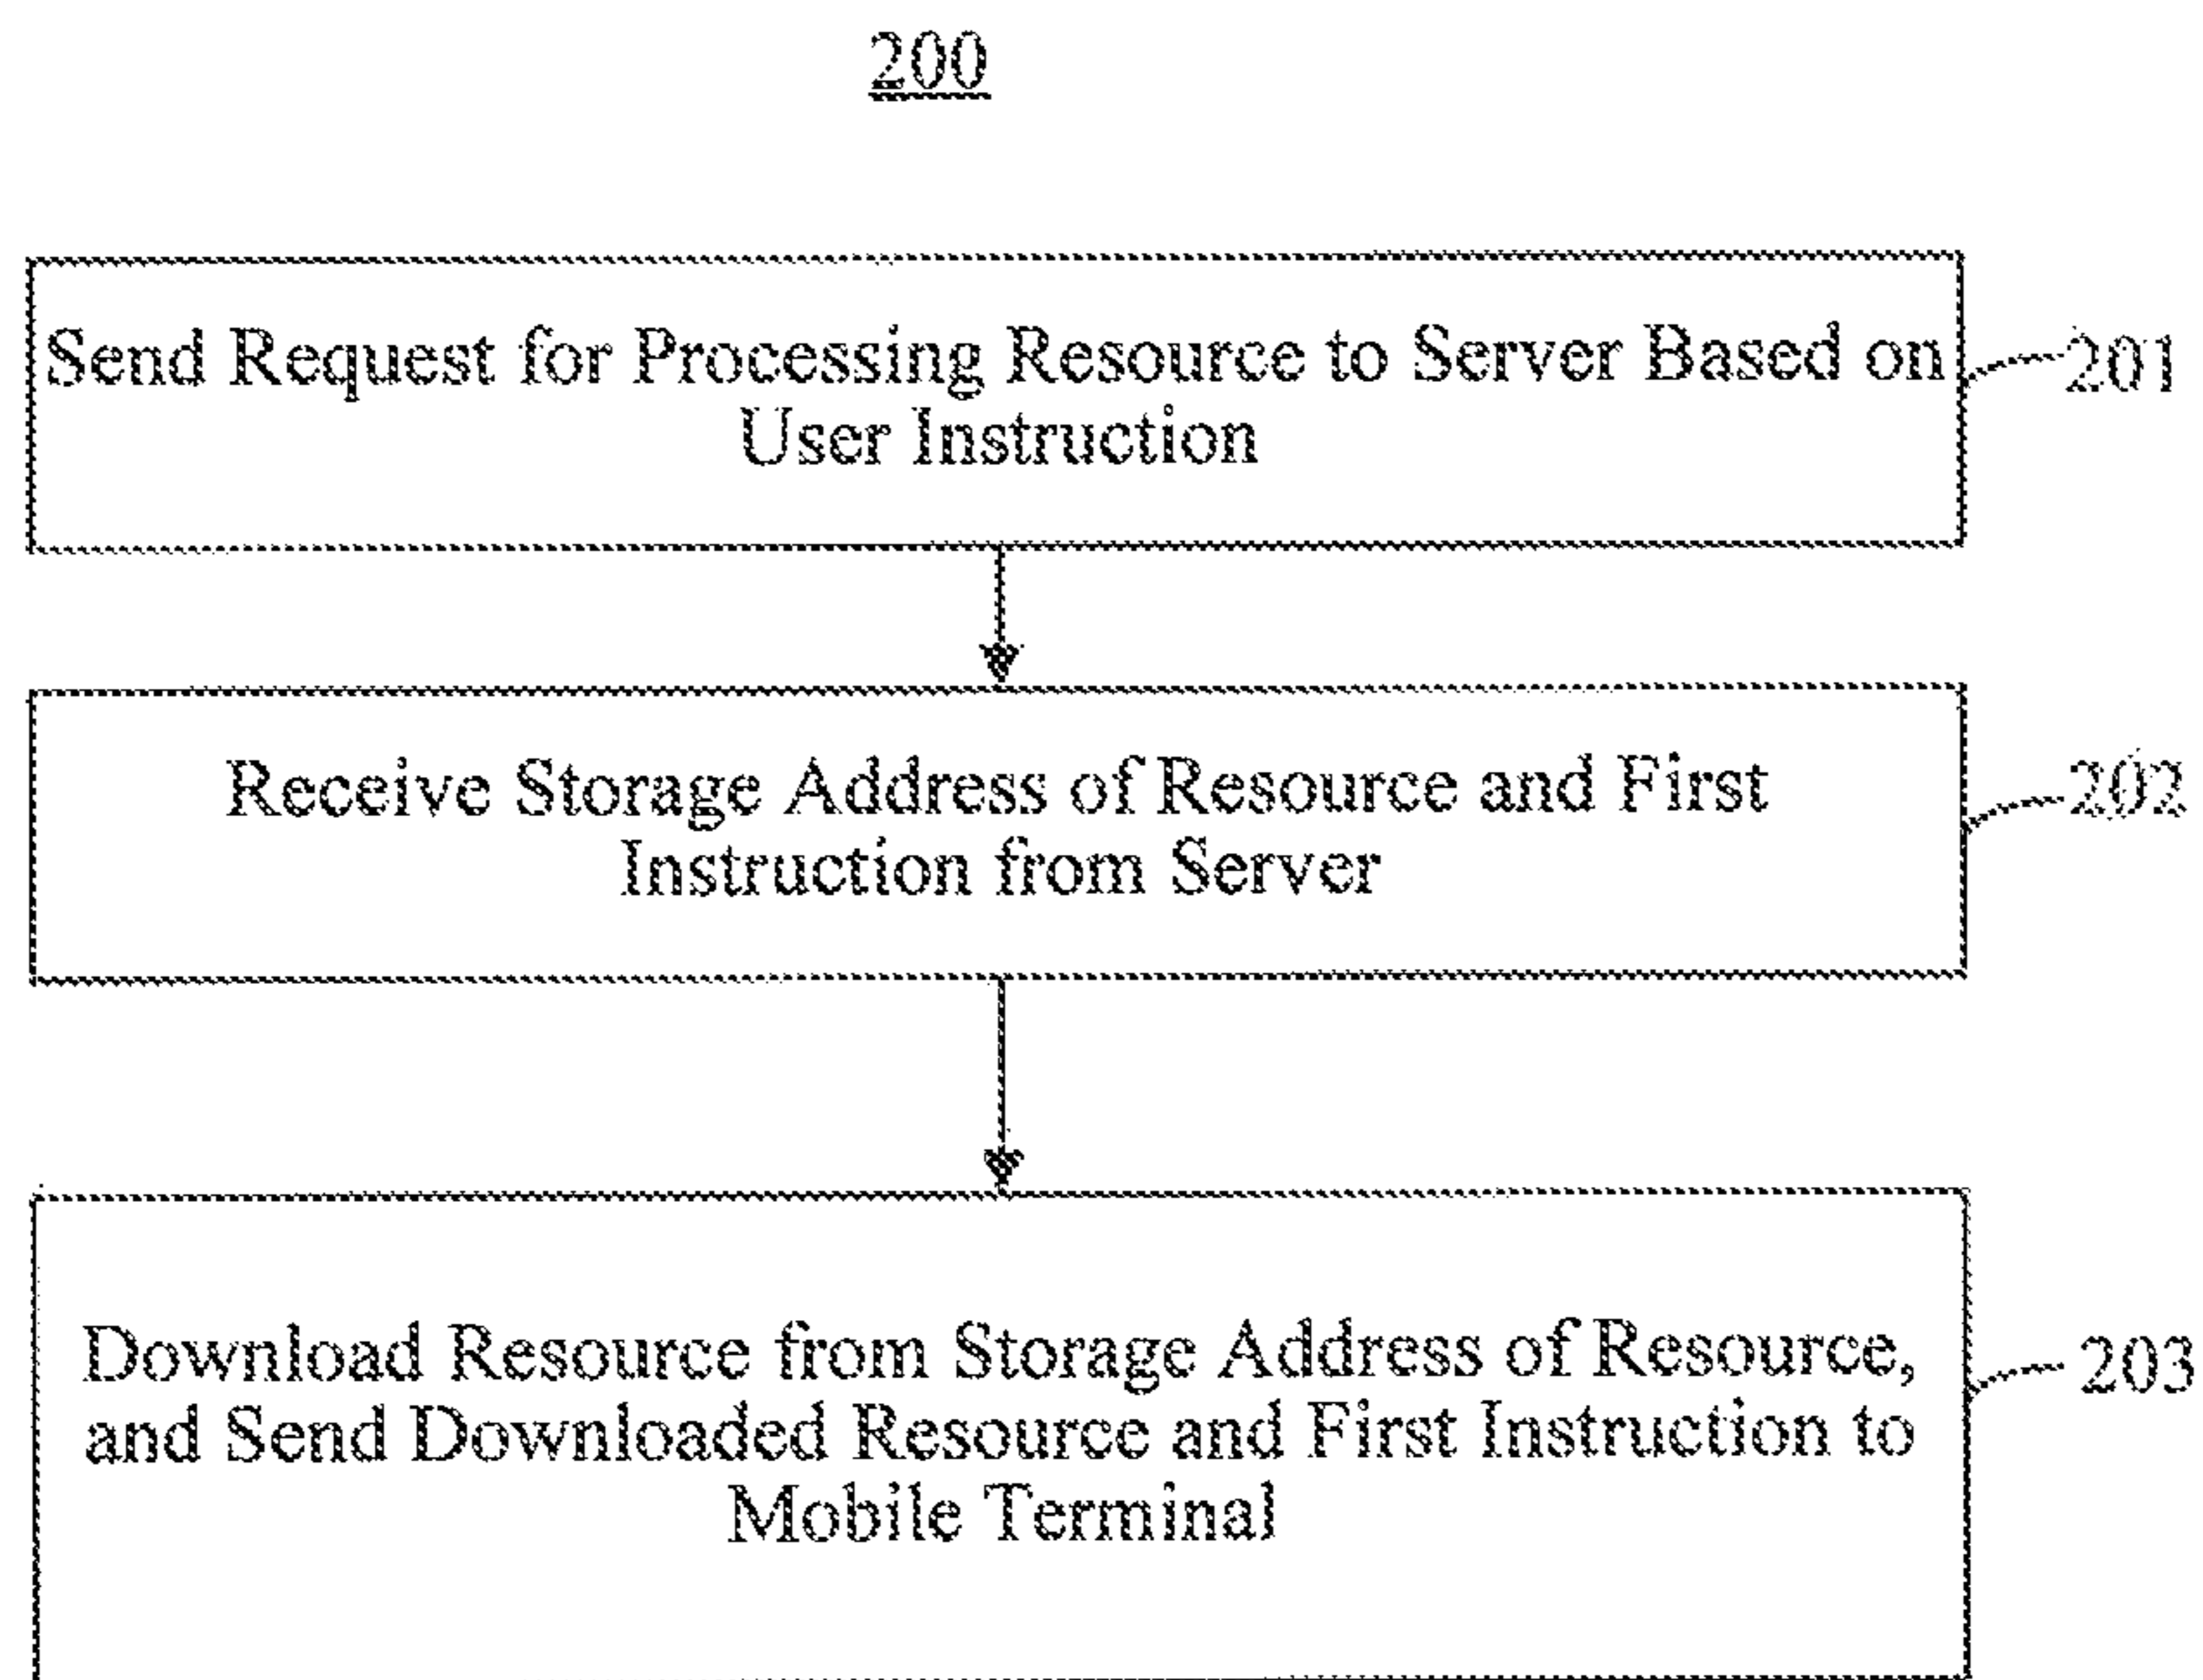 200
Send Request for Processing Resource to Server Based on
User Instruction
201
Receive Storage Address of Resource and First
Instruction from Server
202
Download Resource from Storage Address of Resource,
and Send Downloaded Resource and First Instruction to
Mobile Terminal
203